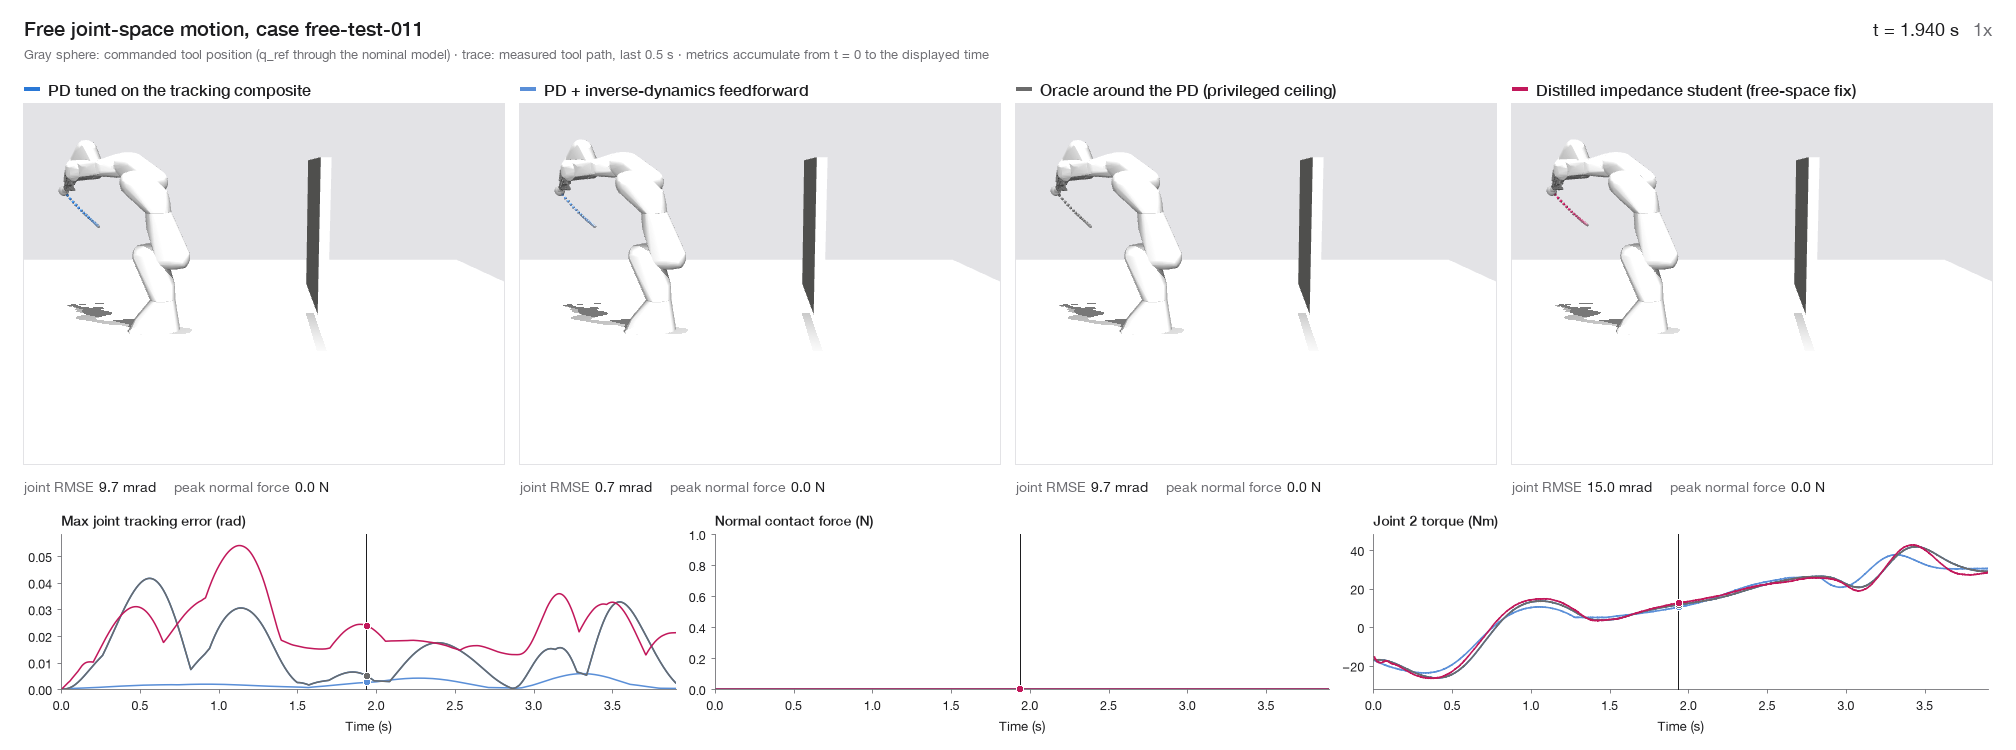 Free joint-space motion, case free-test-011
t = 1.940 s 1x
Gray sphere: commanded tool position (q_ref through the nominal model) · trace: measured tool path, last 0.5 s · metrics accumulate from t = 0 to the displayed time
PD tuned on the tracking composite
PD + inverse-dynamics feedforward
Oracle around the PD (privileged ceiling)
Distilled impedance student (free-space fix)
joint RMSE 9.7 mrad peak normal force 0.0 N
joint RMSE 0.7 mrad peak normal force 0.0 N
joint RMSE 9.7 mrad peak normal force 0.0 N
joint RMSE 15.0 mrad peak normal force 0.0 N
Max joint tracking error (rad)
0.05
0.04
0.03
0.02
0.01
0.00
0.0 0.5 1.0 1.5 2.0 2.5 3.0 3.5
Time (s)
Normal contact force (N)
1.0
0.8
0.6
0.4
0.2
0.0
0.0 0.5 1.0 1.5 2.0 2.5 3.0 3.5
Time (s)
Joint 2 torque (Nm)
40
20
0
−20
0.0 0.5 1.0 1.5 2.0 2.5 3.0 3.5
Time (s)